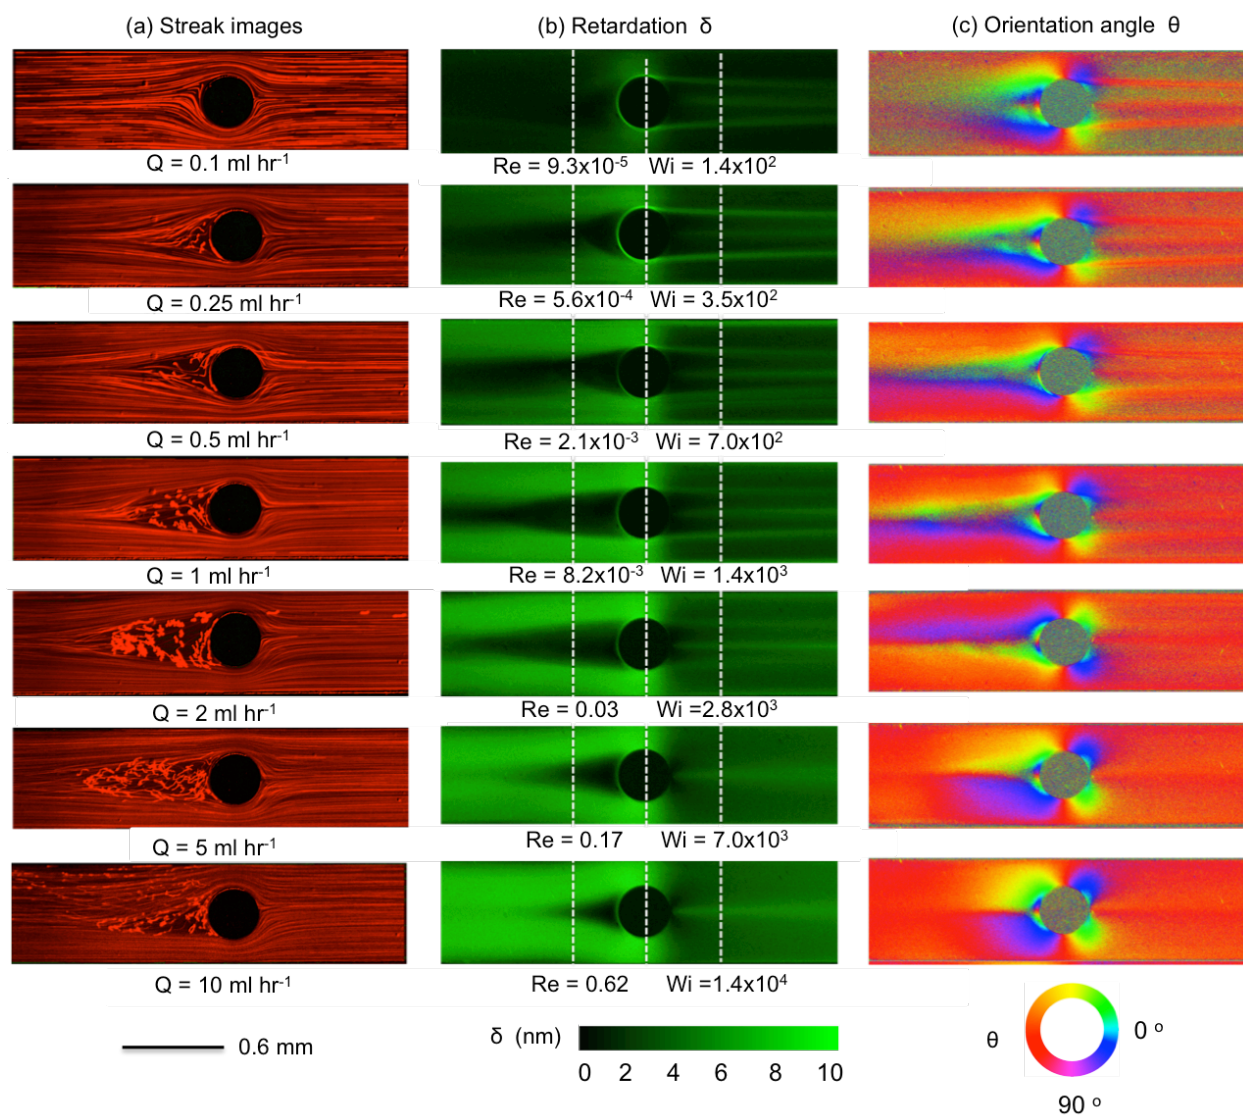 (a) Streak images (b) Retardation δ (c) Orientation angle θ
Q = 0.1 ml hr⁻¹ Re = 9.3x10⁻⁵ Wi = 1.4x10²
Q = 0.25 ml hr⁻¹ Re = 5.6x10⁻⁴ Wi = 3.5x10²
Q = 0.5 ml hr⁻¹ Re = 2.1x10⁻³ Wi = 7.0x10²
Q = 1 ml hr⁻¹ Re = 8.2x10⁻³ Wi = 1.4x10³
Q = 2 ml hr⁻¹ Re = 0.03 Wi =2.8x10³
Q = 5 ml hr⁻¹ Re = 0.17 Wi = 7.0x10³
Q = 10 ml hr⁻¹ Re = 0.62 Wi =1.4x10⁴
0.6 mm δ (nm) θ 0 º
0 2 4 6 8 10
90 º